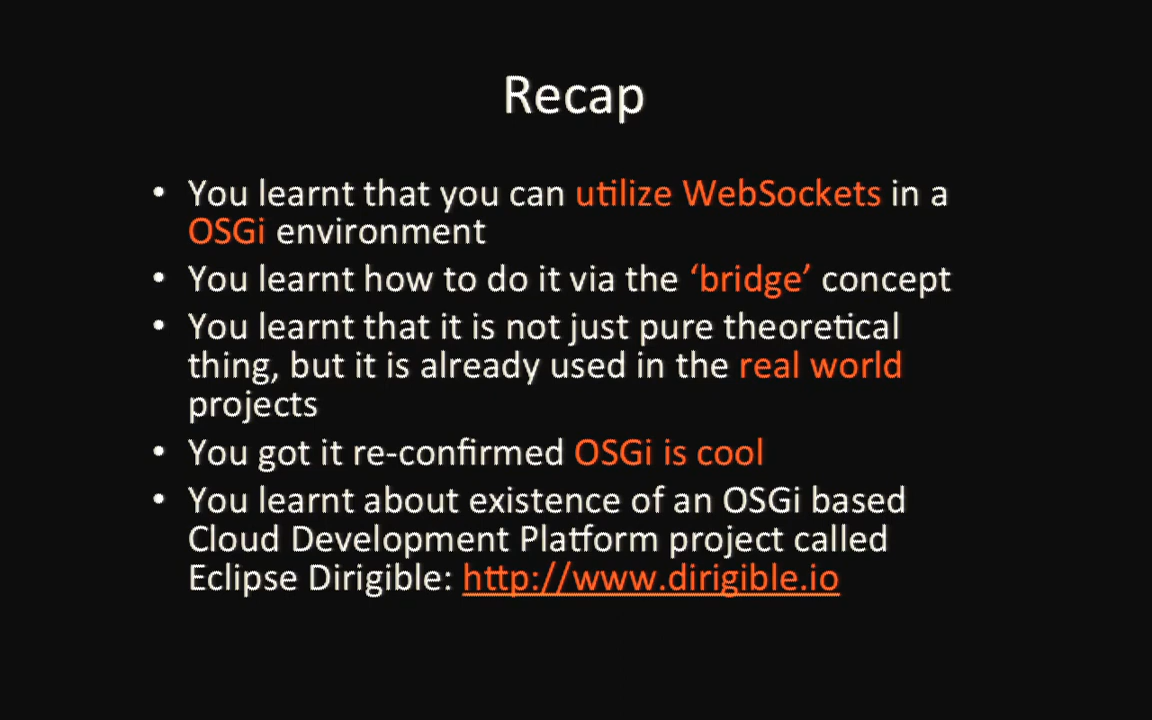 Recap
• You learnt that you can utilize WebSockets in a
OSGi environment
• You learnt how to do it via the ‘bridge’ concept
• You learnt that it is not just pure theoretical
thing, but it is already used in the real world
projects
• You got it re-confirmed OSGi is cool
• You learnt about existence of an OSGi based
Cloud Development Platform project called
Eclipse Dirigible: http://www.dirigible.io